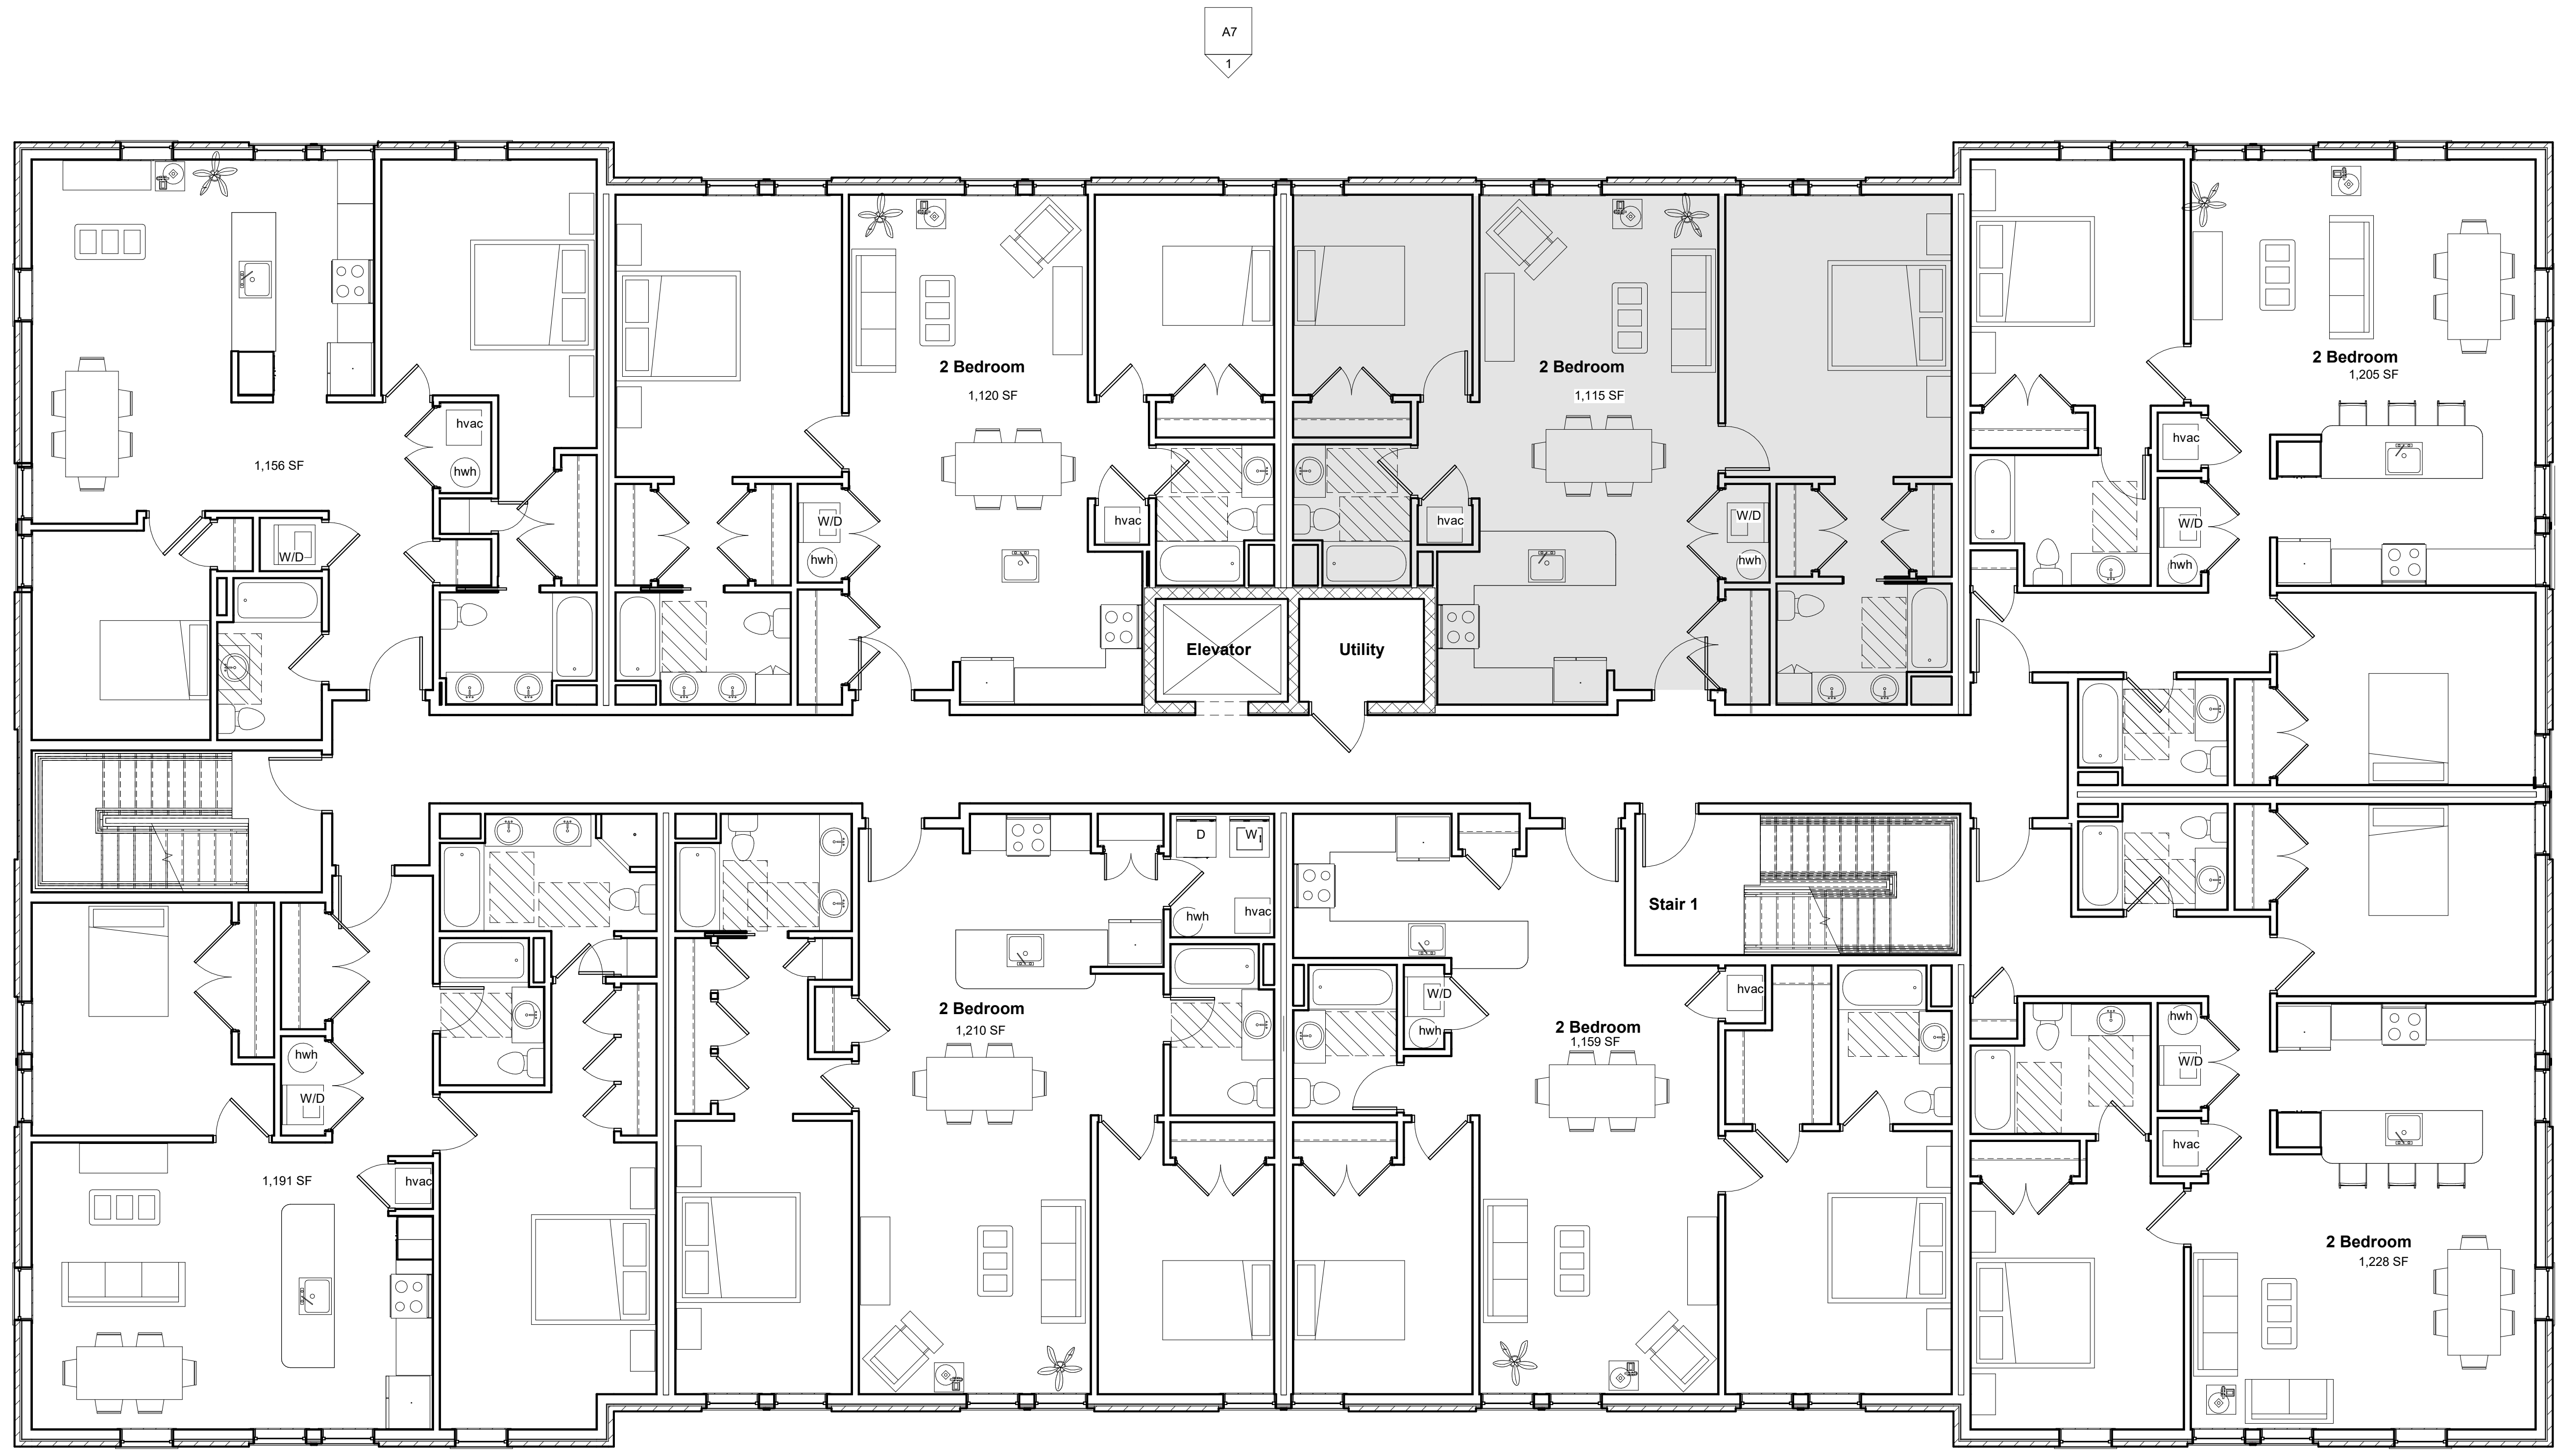 A7
1
hvac
hwh
1,156 SF
W/D
2 Bedroom
1,120 SF
W/D
hwh
hvac
2 Bedroom
1,115 SF
hvac
W/D
hwh
2 Bedroom
1,205 SF
hvac
W/D
hwh
Elevator
Utility
D
W
hwh
hvac
2 Bedroom
1,210 SF
Stair 1
W/D
hwh
2 Bedroom
1,159 SF
hvac
hwh
W/D
1,191 SF
hvac
hwh
W/D
hvac
2 Bedroom
1,228 SF